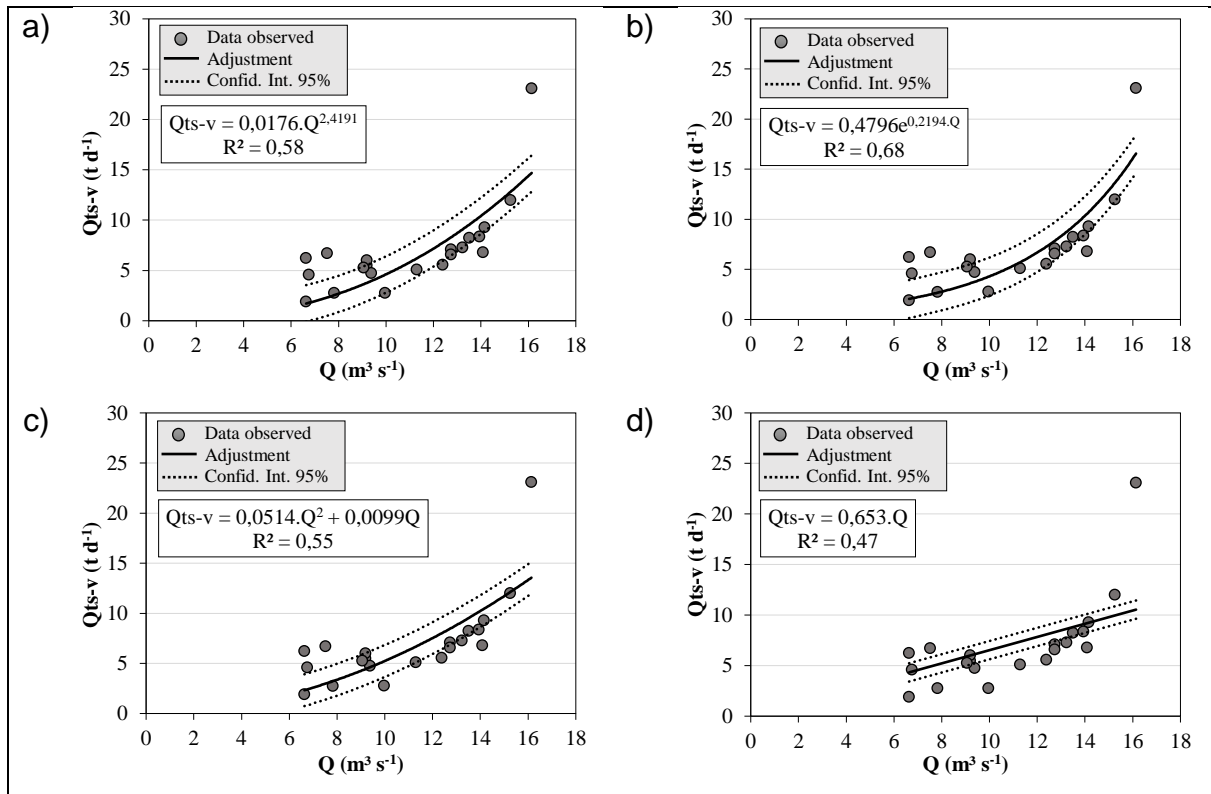 a)
30
25
20
15
10
5
0
Qts-v (t d⁻¹)
Data observed
Adjustment
Confid. Int. 95%
Qts-v = 0,0176.Q²,⁴¹⁹¹
R² = 0,58
0 2 4 6 8 10 12 14 16 18
Q (m³ s⁻¹)
b)
30
25
20
15
10
5
0
Qts-v (t d⁻¹)
Data observed
Adjustment
Confid. Int. 95%
Qts-v = 0,4796e⁰,²¹⁹⁴·Q
R² = 0,68
0 2 4 6 8 10 12 14 16 18
Q (m³ s⁻¹)
c)
30
25
20
15
10
5
0
Qts-v (t d⁻¹)
Data observed
Adjustment
Confid. Int. 95%
Qts-v = 0,0514.Q² + 0,0099Q
R² = 0,55
0 2 4 6 8 10 12 14 16 18
Q (m³ s⁻¹)
d)
30
25
20
15
10
5
0
Qts-v (t d⁻¹)
Data observed
Adjustment
Confid. Int. 95%
Qts-v = 0,653.Q
R² = 0,47
0 2 4 6 8 10 12 14 16 18
Q (m³ s⁻¹)